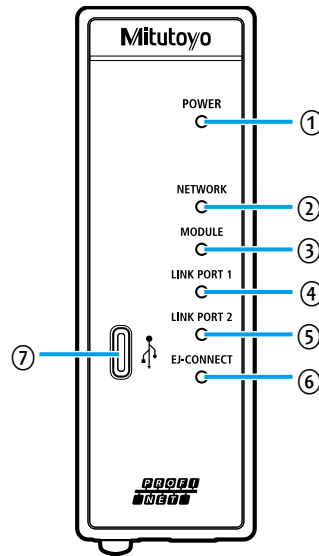 Mitutoyo
POWER
①
NETWORK
②
MODULE
③
LINK PORT 1
④
LINK PORT 2
⑤
⑦
EJ-CONNECT
⑥
PROFI
NET